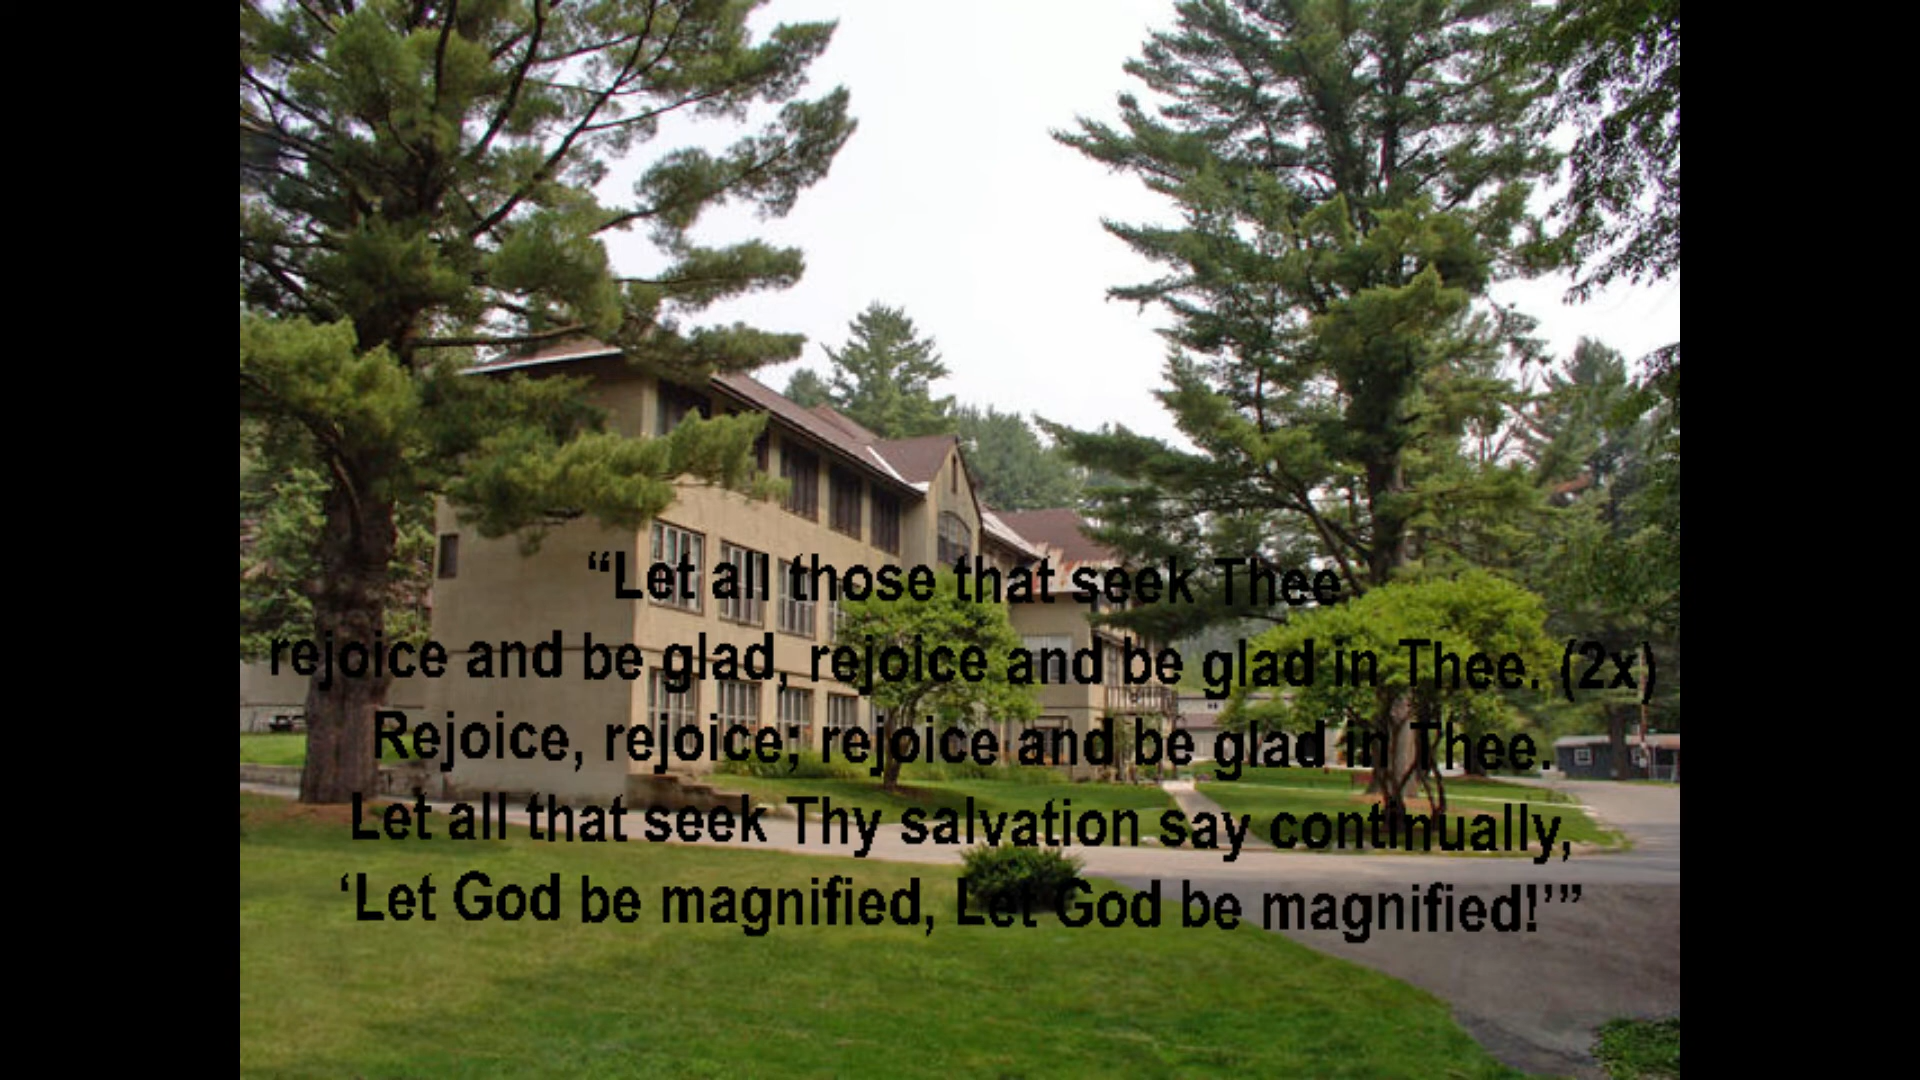 “Let all those that seek Thee
rejoice and be glad, rejoice and be glad in Thee. (2x)
Rejoice, rejoice; rejoice and be glad in Thee.
Let all that seek Thy salvation say continually,
‘Let God be magnified, Let God be magnified!’”